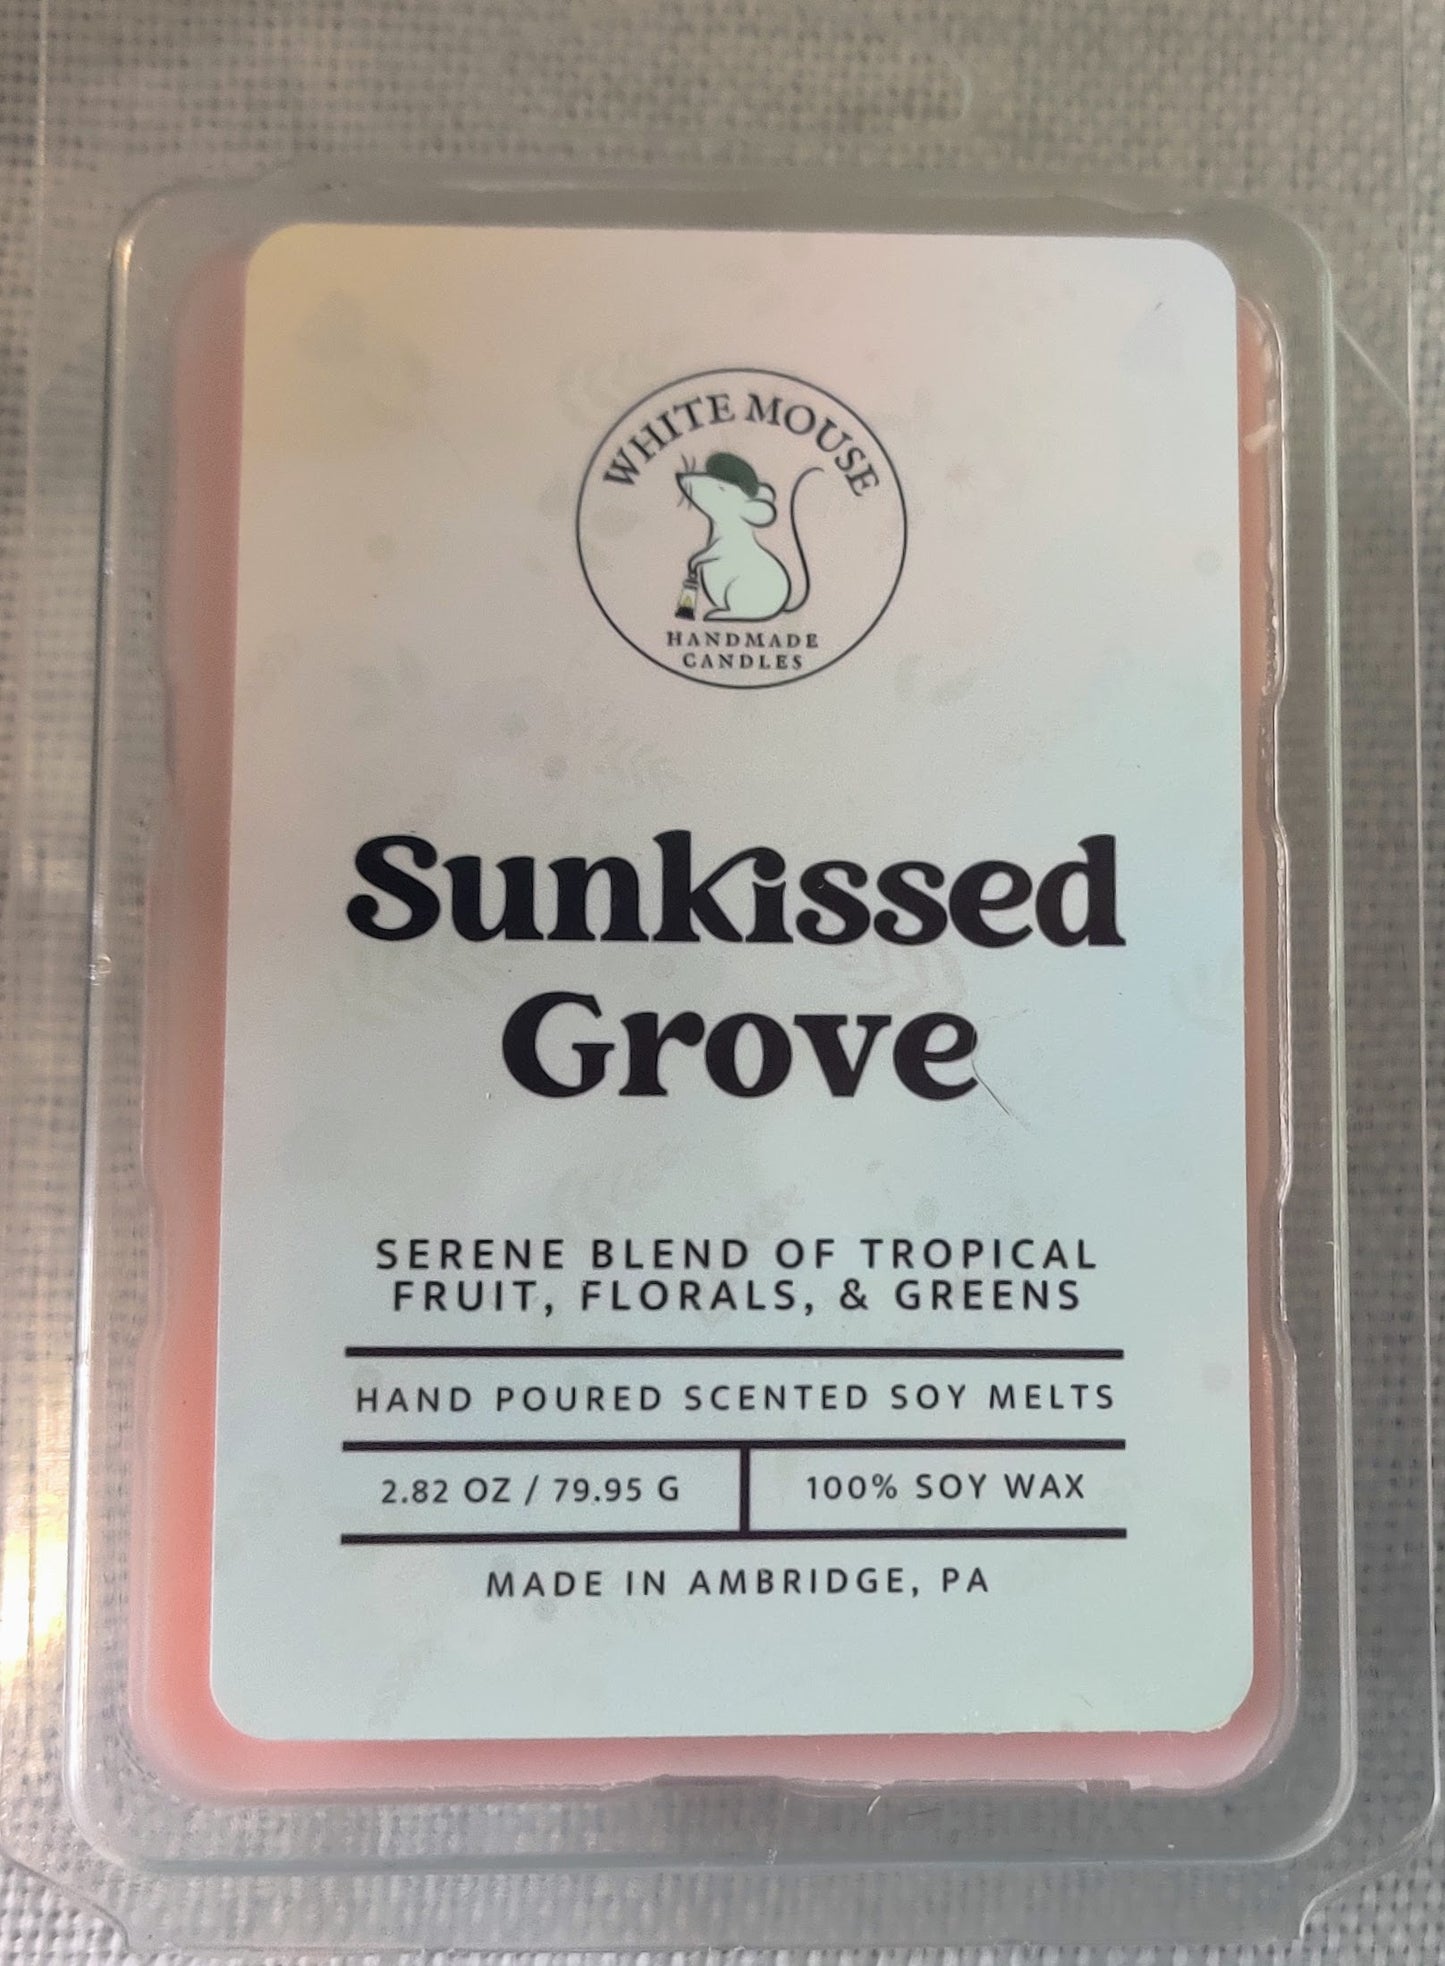 WHITE MOUSE
HANDMADE
CANDLES
Sunkissed
Grove
SERENE BLEND OF TROPICAL
FRUIT, FLORALS, & GREENS
HAND POURED SCENTED SOY MELTS
2.82 OZ / 79.95 G
100% SOY WAX
MADE IN AMBRIDGE, PA